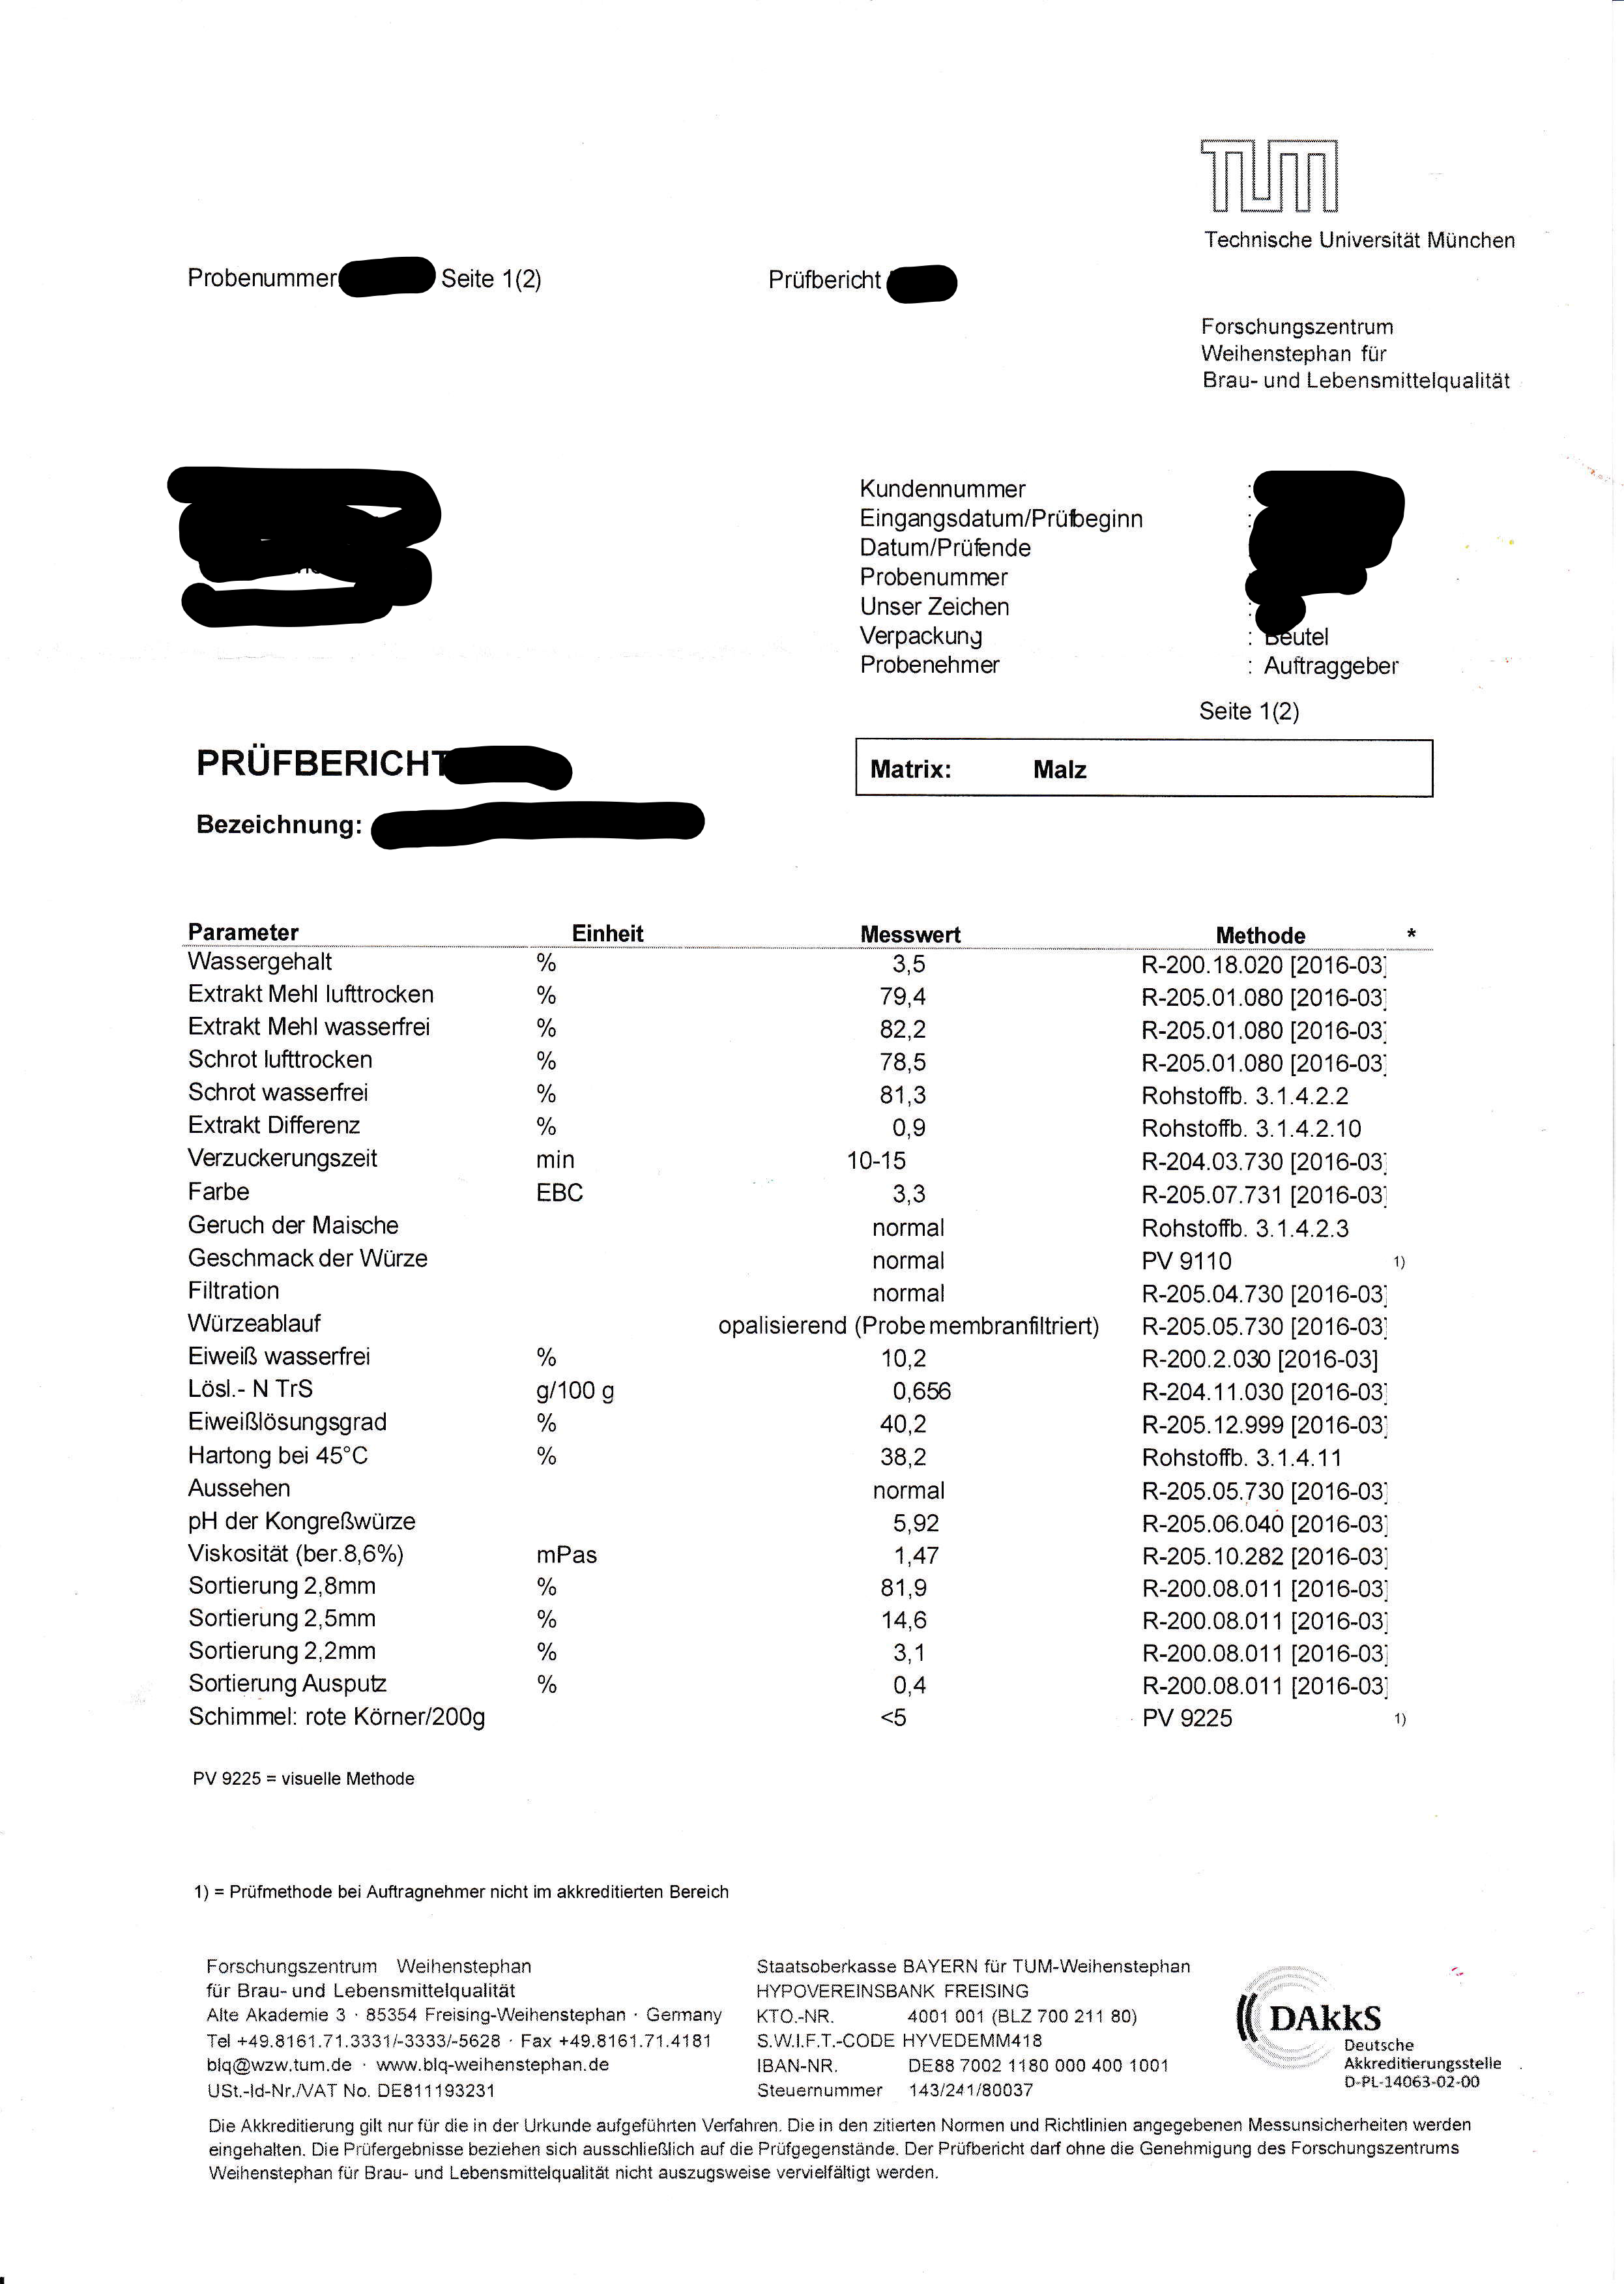 TUM
Technische Universität München
Probenummer Seite 1(2) Prüfbericht
Forschungszentrum
Weihenstephan für
Brau- und Lebensmittelqualität
Kundennummer :
Eingangsdatum/Prüfbeginn :
Datum/Prüfende
Probenummer
Unser Zeichen :
Verpackung : Beutel
Probenehmer : Auftraggeber
Seite 1(2)
PRÜFBERICHT
Matrix: Malz
Bezeichnung:
Parameter Einheit Messwert Methode *
Wassergehalt % 3,5 R-200.18.020 [2016-03]
Extrakt Mehl lufttrocken % 79,4 R-205.01.080 [2016-03]
Extrakt Mehl wasserfrei % 82,2 R-205.01.080 [2016-03]
Schrot lufttrocken % 78,5 R-205.01.080 [2016-03]
Schrot wasserfrei % 81,3 Rohstoffb. 3.1.4.2.2
Extrakt Differenz % 0,9 Rohstoffb. 3.1.4.2.10
Verzuckerungszeit min 10-15 R-204.03.730 [2016-03]
Farbe EBC 3,3 R-205.07.731 [2016-03]
Geruch der Maische normal Rohstoffb. 3.1.4.2.3
Geschmack der Würze normal PV 9110 1)
Filtration normal R-205.04.730 [2016-03]
Würzeablauf opalisierend (Probe membranfiltriert) R-205.05.730 [2016-03]
Eiweiß wasserfrei % 10,2 R-200.2.030 [2016-03]
Lösl.- N TrS g/100 g 0,656 R-204.11.030 [2016-03]
Eiweißlösungsgrad % 40,2 R-205.12.999 [2016-03]
Hartong bei 45°C % 38,2 Rohstoffb. 3.1.4.11
Aussehen normal R-205.05.730 [2016-03]
pH der Kongreßwürze 5,92 R-205.06.040 [2016-03]
Viskosität (ber.8,6%) mPas 1,47 R-205.10.282 [2016-03]
Sortierung 2,8mm % 81,9 R-200.08.011 [2016-03]
Sortierung 2,5mm % 14,6 R-200.08.011 [2016-03]
Sortierung 2,2mm % 3,1 R-200.08.011 [2016-03]
Sortierung Ausputz % 0,4 R-200.08.011 [2016-03]
Schimmel: rote Körner/200g <5 PV 9225 1)
PV 9225 = visuelle Methode
1) = Prüfmethode bei Auftragnehmer nicht im akkreditierten Bereich
Forschungszentrum Weihenstephan
für Brau- und Lebensmittelqualität
Alte Akademie 3 · 85354 Freising-Weihenstephan · Germany
Tel +49.8161.71.3331/-3333/-5628 · Fax +49.8161.71.4181
blq@wzw.tum.de · www.blq-weihenstephan.de
USt.-Id-Nr./VAT No. DE811193231
Staatsoberkasse BAYERN für TUM-Weihenstephan
HYPOVEREINSBANK FREISING
KTO.-NR. 4001 001 (BLZ 700 211 80)
S.W.I.F.T.-CODE HYVEDEMM418
IBAN-NR. DE88 7002 1180 000 400 1001
Steuernummer 143/241/80037
DAkkS
Deutsche
Akkreditierungsstelle
D-PL-14063-02-00
Die Akkreditierung gilt nur für die in der Urkunde aufgeführten Verfahren. Die in den zitierten Normen und Richtlinien angegebenen Messunsicherheiten werden
eingehalten. Die Prüfergebnisse beziehen sich ausschließlich auf die Prüfgegenstände. Der Prüfbericht darf ohne die Genehmigung des Forschungszentrums
Weihenstephan für Brau- und Lebensmittelqualität nicht auszugsweise vervielfältigt werden.